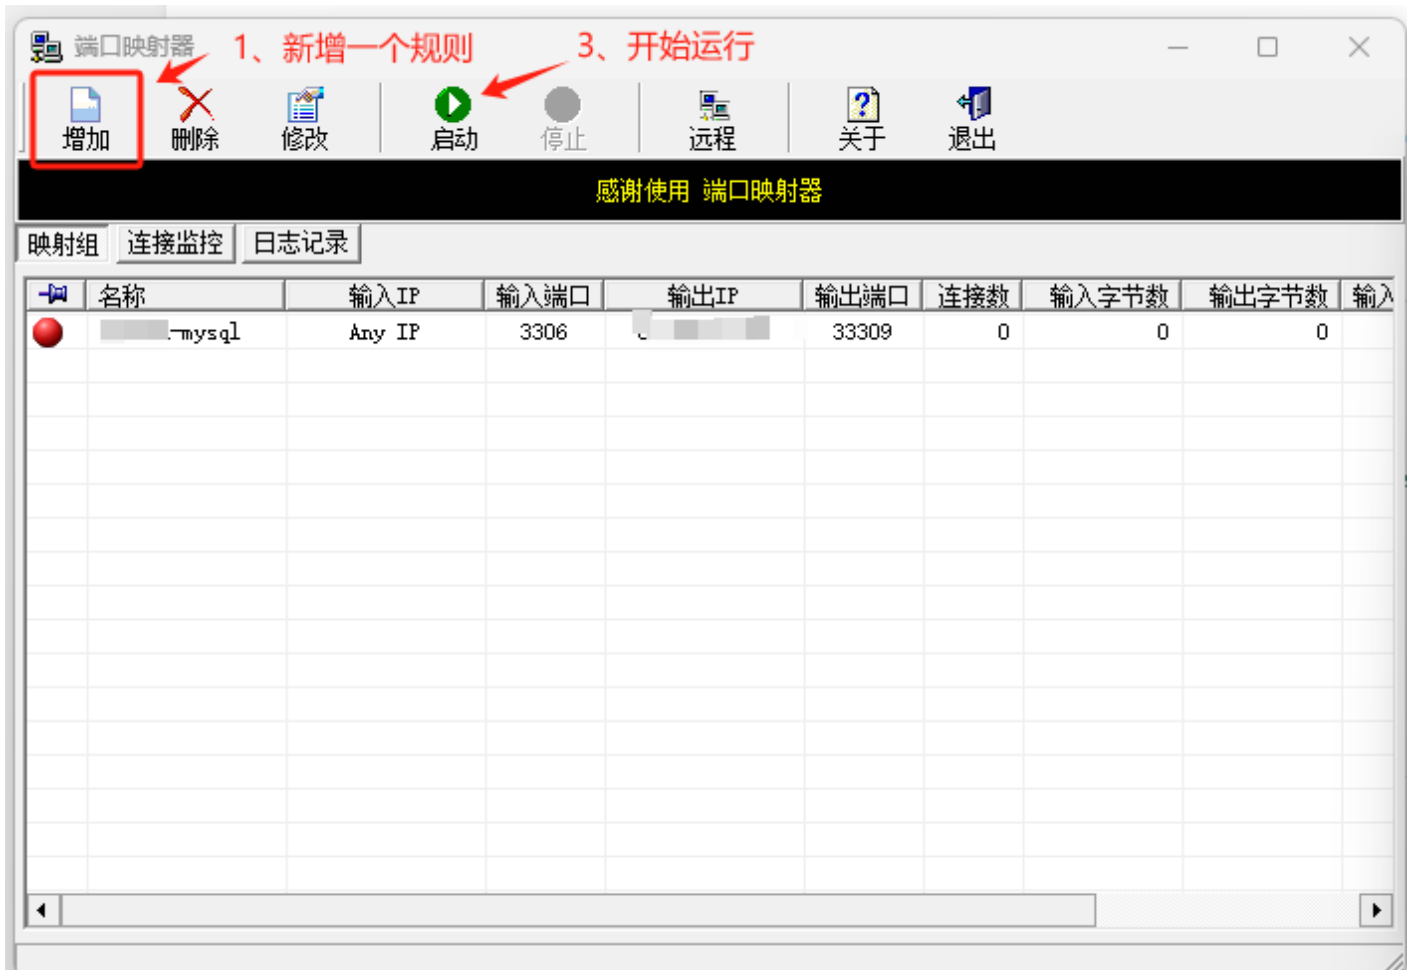 端口映射器
1、新增一个规则
3、开始运行
增加
删除
修改
启动
停止
远程
关于
退出
感谢使用 端口映射器
映射组 连接监控 日志记录
名称 输入IP 输入端口 输出IP 输出端口 连接数 输入字节数 输出字节数 输入
-mysql Any IP 3306 33309 0 0 0